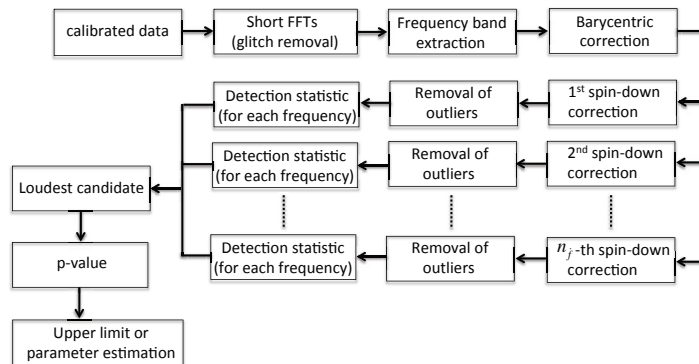 calibrated data
Short FFTs
(glitch removal)
Frequency band
extraction
Barycentric
correction
Detection statistic
(for each frequency)
Removal of
outliers
1st spin-down
correction
Detection statistic
(for each frequency)
Removal of
outliers
2nd spin-down
correction
Loudest candidate
Detection statistic
(for each frequency)
Removal of
outliers
n_j-th spin-down
correction
p-value
Upper limit or
parameter estimation